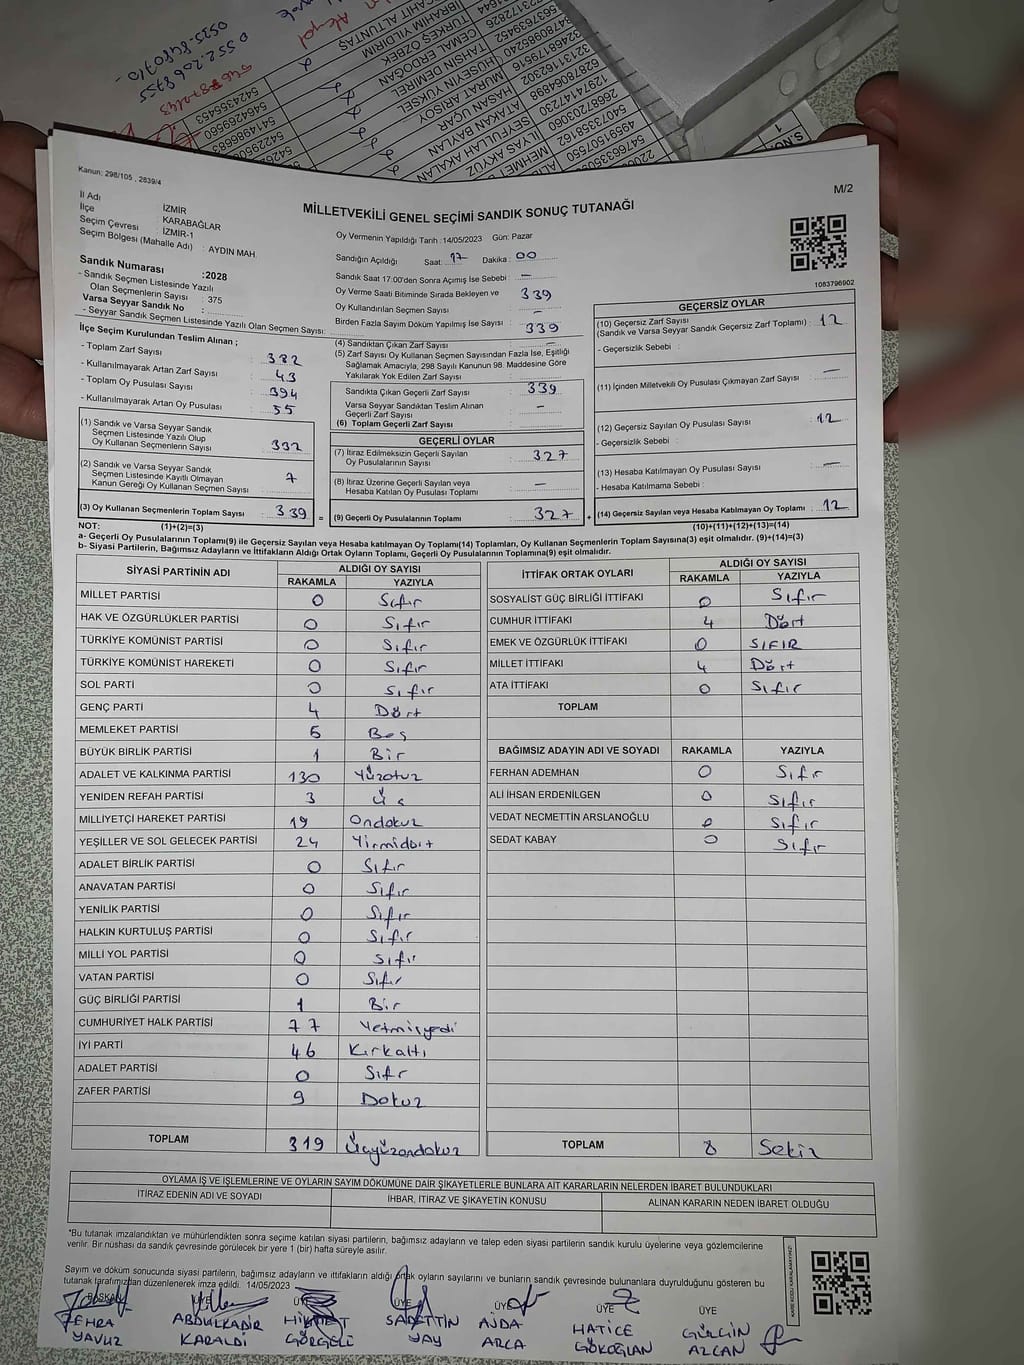 Kanun: 298/105 , 2839/4
M/2
MİLLETVEKİLİ GENEL SEÇİMİ SANDIK SONUÇ TUTANAĞI
İl Adı : İZMİR
İlçe : KARABAĞLAR
Seçim Çevresi : İZMİR-1
Seçim Bölgesi (Mahalle Adı) : AYDIN MAH.
Sandık Numarası :2028
- Sandık Seçmen Listesinde Yazılı
Olan Seçmenlerin Sayısı : 375
Varsa Seyyar Sandık No :
- Seyyar Sandık Seçmen Listesinde Yazılı Olan Seçmen Sayısı:
Oy Vermenin Yapıldığı Tarih :14/05/2023 Gün: Pazar
Sandığın Açıldığı Saat: 17 Dakika : 00
Sandık Saat 17:00'den Sonra Açımış İse Sebebi : —
Oy Verme Saati Bitiminde Sırada Bekleyen ve
Oy Kullandırılan Seçmen Sayısı : 339
Birden Fazla Sayım Döküm Yapılmış İse Sayısı : —
1083796902
İlçe Seçim Kurulundan Teslim Alınan ;
- Toplam Zarf Sayısı : 382
- Kullanılmayarak Artan Zarf Sayısı : 43
- Toplam Oy Pusulası Sayısı : 394
- Kullanılmayarak Artan Oy Pusulası : 55
(1) Sandık ve Varsa Seyyar Sandık
Seçmen Listesinde Yazılı Olup
Oy Kullanan Seçmenlerin Sayısı : 332
(2) Sandık ve Varsa Seyyar Sandık
Seçmen Listesinde Kayıtlı Olmayan
Kanun Gereği Oy Kullanan Seçmen Sayısı : 7
(3) Oy Kullanan Seçmenlerin Toplam Sayısı : 339
(4) Sandıktan Çıkan Zarf Sayısı : 339
(5) Zarf Sayısı Oy Kullanan Seçmen Sayısından Fazla İse, Eşitliği
Sağlamak Amacıyla, 298 Sayılı Kanunun 98. Maddesine Göre
Yakılarak Yok Edilen Zarf Sayısı : —
Sandıkta Çıkan Geçerli Zarf Sayısı : 339
Varsa Seyyar Sandıktan Teslim Alınan
Geçerli Zarf Sayısı : —
(6) Toplam Geçerli Zarf Sayısı :
GEÇERLİ OYLAR
(7) İtiraz Edilmeksizin Geçerli Sayılan
Oy Pusulalarının Sayısı : 327
(8) İtiraz Üzerine Geçerli Sayılan veya
Hesaba Katılan Oy Pusulası Toplamı : —
= (9) Geçerli Oy Pusulalarının Toplamı : 327
GEÇERSİZ OYLAR
(10) Geçersiz Zarf Sayısı
(Sandık ve Varsa Seyyar Sandık Geçersiz Zarf Toplamı) : 12
- Geçersizlik Sebebi :
(11) İçinden Milletvekili Oy Pusulası Çıkmayan Zarf Sayısı : —
(12) Geçersiz Sayılan Oy Pusulası Sayısı : 12
- Geçersizlik Sebebi :
(13) Hesaba Katılmayan Oy Pusulası Sayısı : —
- Hesaba Katılmama Sebebi :
+ (14) Geçersiz Sayılan veya Hesaba Katılmayan Oy Toplamı : 12
NOT: (1)+(2)=(3) (10)+(11)+(12)+(13)=(14)
a- Geçerli Oy Pusulalarının Toplamı(9) ile Geçersiz Sayılan veya Hesaba Katılmayan Oy Toplamı(14) Toplamları, Oy Kullanan Seçmenlerin Toplam Sayısına(3) eşit olmalıdır. (9)+(14)=(3)
b- Siyasi Partilerin, Bağımsız Adayların ve İttifakların Aldığı Ortak Oyların Toplamı, Geçerli Oy Pusulalarının Toplamına(9) eşit olmalıdır.
SİYASİ PARTİNİN ADI ALDIĞI OY SAYISI
RAKAMLA YAZIYLA
MİLLET PARTİSİ 0 Sıfır
HAK VE ÖZGÜRLÜKLER PARTİSİ 0 Sıfır
TÜRKİYE KOMÜNİST PARTİSİ 0 Sıfır
TÜRKİYE KOMÜNİST HAREKETİ 0 Sıfır
SOL PARTİ 0 Sıfır
GENÇ PARTİ 4 Dört
MEMLEKET PARTİSİ 5 Beş
BÜYÜK BİRLİK PARTİSİ 1 Bir
ADALET VE KALKINMA PARTİSİ 130 Yüzotuz
YENİDEN REFAH PARTİSİ 3 Üç
MİLLİYETÇİ HAREKET PARTİSİ 19 Ondokuz
YEŞİLLER VE SOL GELECEK PARTİSİ 24 Yirmidört
ADALET BİRLİK PARTİSİ 0 Sıfır
ANAVATAN PARTİSİ 0 Sıfır
YENİLİK PARTİSİ 0 Sıfır
HALKIN KURTULUŞ PARTİSİ 0 Sıfır
MİLLİ YOL PARTİSİ 0 Sıfır
VATAN PARTİSİ 0 Sıfır
GÜÇ BİRLİĞİ PARTİSİ 1 Bir
CUMHURİYET HALK PARTİSİ 77 Yetmişyedi
İYİ PARTİ 46 Kırkaltı
ADALET PARTİSİ 0 Sıfır
ZAFER PARTİSİ 9 Dokuz
TOPLAM 319 Üçyüzondokuz
İTTİFAK ORTAK OYLARI ALDIĞI OY SAYISI
RAKAMLA YAZIYLA
SOSYALİST GÜÇ BİRLİĞİ İTTİFAKI 0 Sıfır
CUMHUR İTTİFAKI 4 Dört
EMEK VE ÖZGÜRLÜK İTTİFAKI 0 SIFIR
MİLLET İTTİFAKI 4 Dört
ATA İTTİFAKI 0 Sıfır
TOPLAM
BAĞIMSIZ ADAYIN ADI VE SOYADI RAKAMLA YAZIYLA
FERHAN ADEMHAN 0 Sıfır
ALİ İHSAN ERDENİLGEN 0 Sıfır
VEDAT NECMETTİN ARSLANOĞLU 0 Sıfır
SEDAT KABAY 0 Sıfır
TOPLAM 8 Sekiz
OYLAMA İŞ VE İŞLEMLERİNE VE OYLARIN SAYIM DÖKÜMÜNE DAİR ŞİKAYETLERLE BUNLARA AİT KARARLARIN NELERDEN İBARET BULUNDUKLARI
İTİRAZ EDENİN ADI VE SOYADI İHBAR, İTİRAZ VE ŞİKAYETİN KONUSU ALINAN KARARIN NEDEN İBARET OLDUĞU
*Bu tutanak imzalandıktan ve mühürlendikten sonra seçime katılan siyasi partilerin, bağımsız adayların ve talep eden siyasi partilerin sandık kurulu üyelerine veya gözlemcilerine
verilir. Bir nüshası da sandık çevresinde görülecek bir yere 1 (bir) hafta süreyle asılır.
Sayım ve döküm sonucunda siyasi partilerin, bağımsız adayların ve ittifakların aldığı ortak oyların sayılarını ve bunların sandık çevresinde bulunanlara duyrulduğunu gösteren bu
tutanak tarafımızdan düzenlenerek imza edildi. 14/05/2023
BAŞKAN ÜYE ÜYE ÜYE ÜYE ÜYE ÜYE
ZEHRA YAVUZ
ABDULKADİR KARALDİ
HİKMET GÖRGELİ
SADETTİN YAY
AİDA ARCA
HATİCE GÖKOĞLAN
GÜLÇİN AZCAN